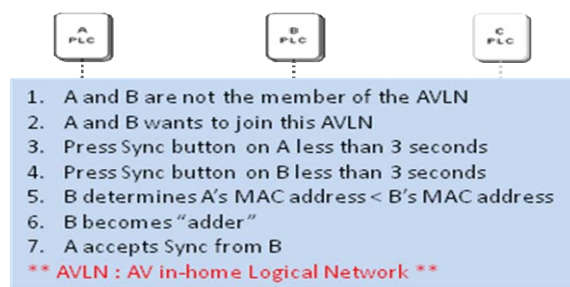 A
PLC
B
PLC
C
PLC
1. A and B are not the member of the AVLN
2. A and B wants to join this AVLN
3. Press Sync button on A less than 3 seconds
4. Press Sync button on B less than 3 seconds
5. B determines A's MAC address < B's MAC address
6. B becomes "adder"
7. A accepts Sync from B
** AVLN : AV in-home Logical Network **